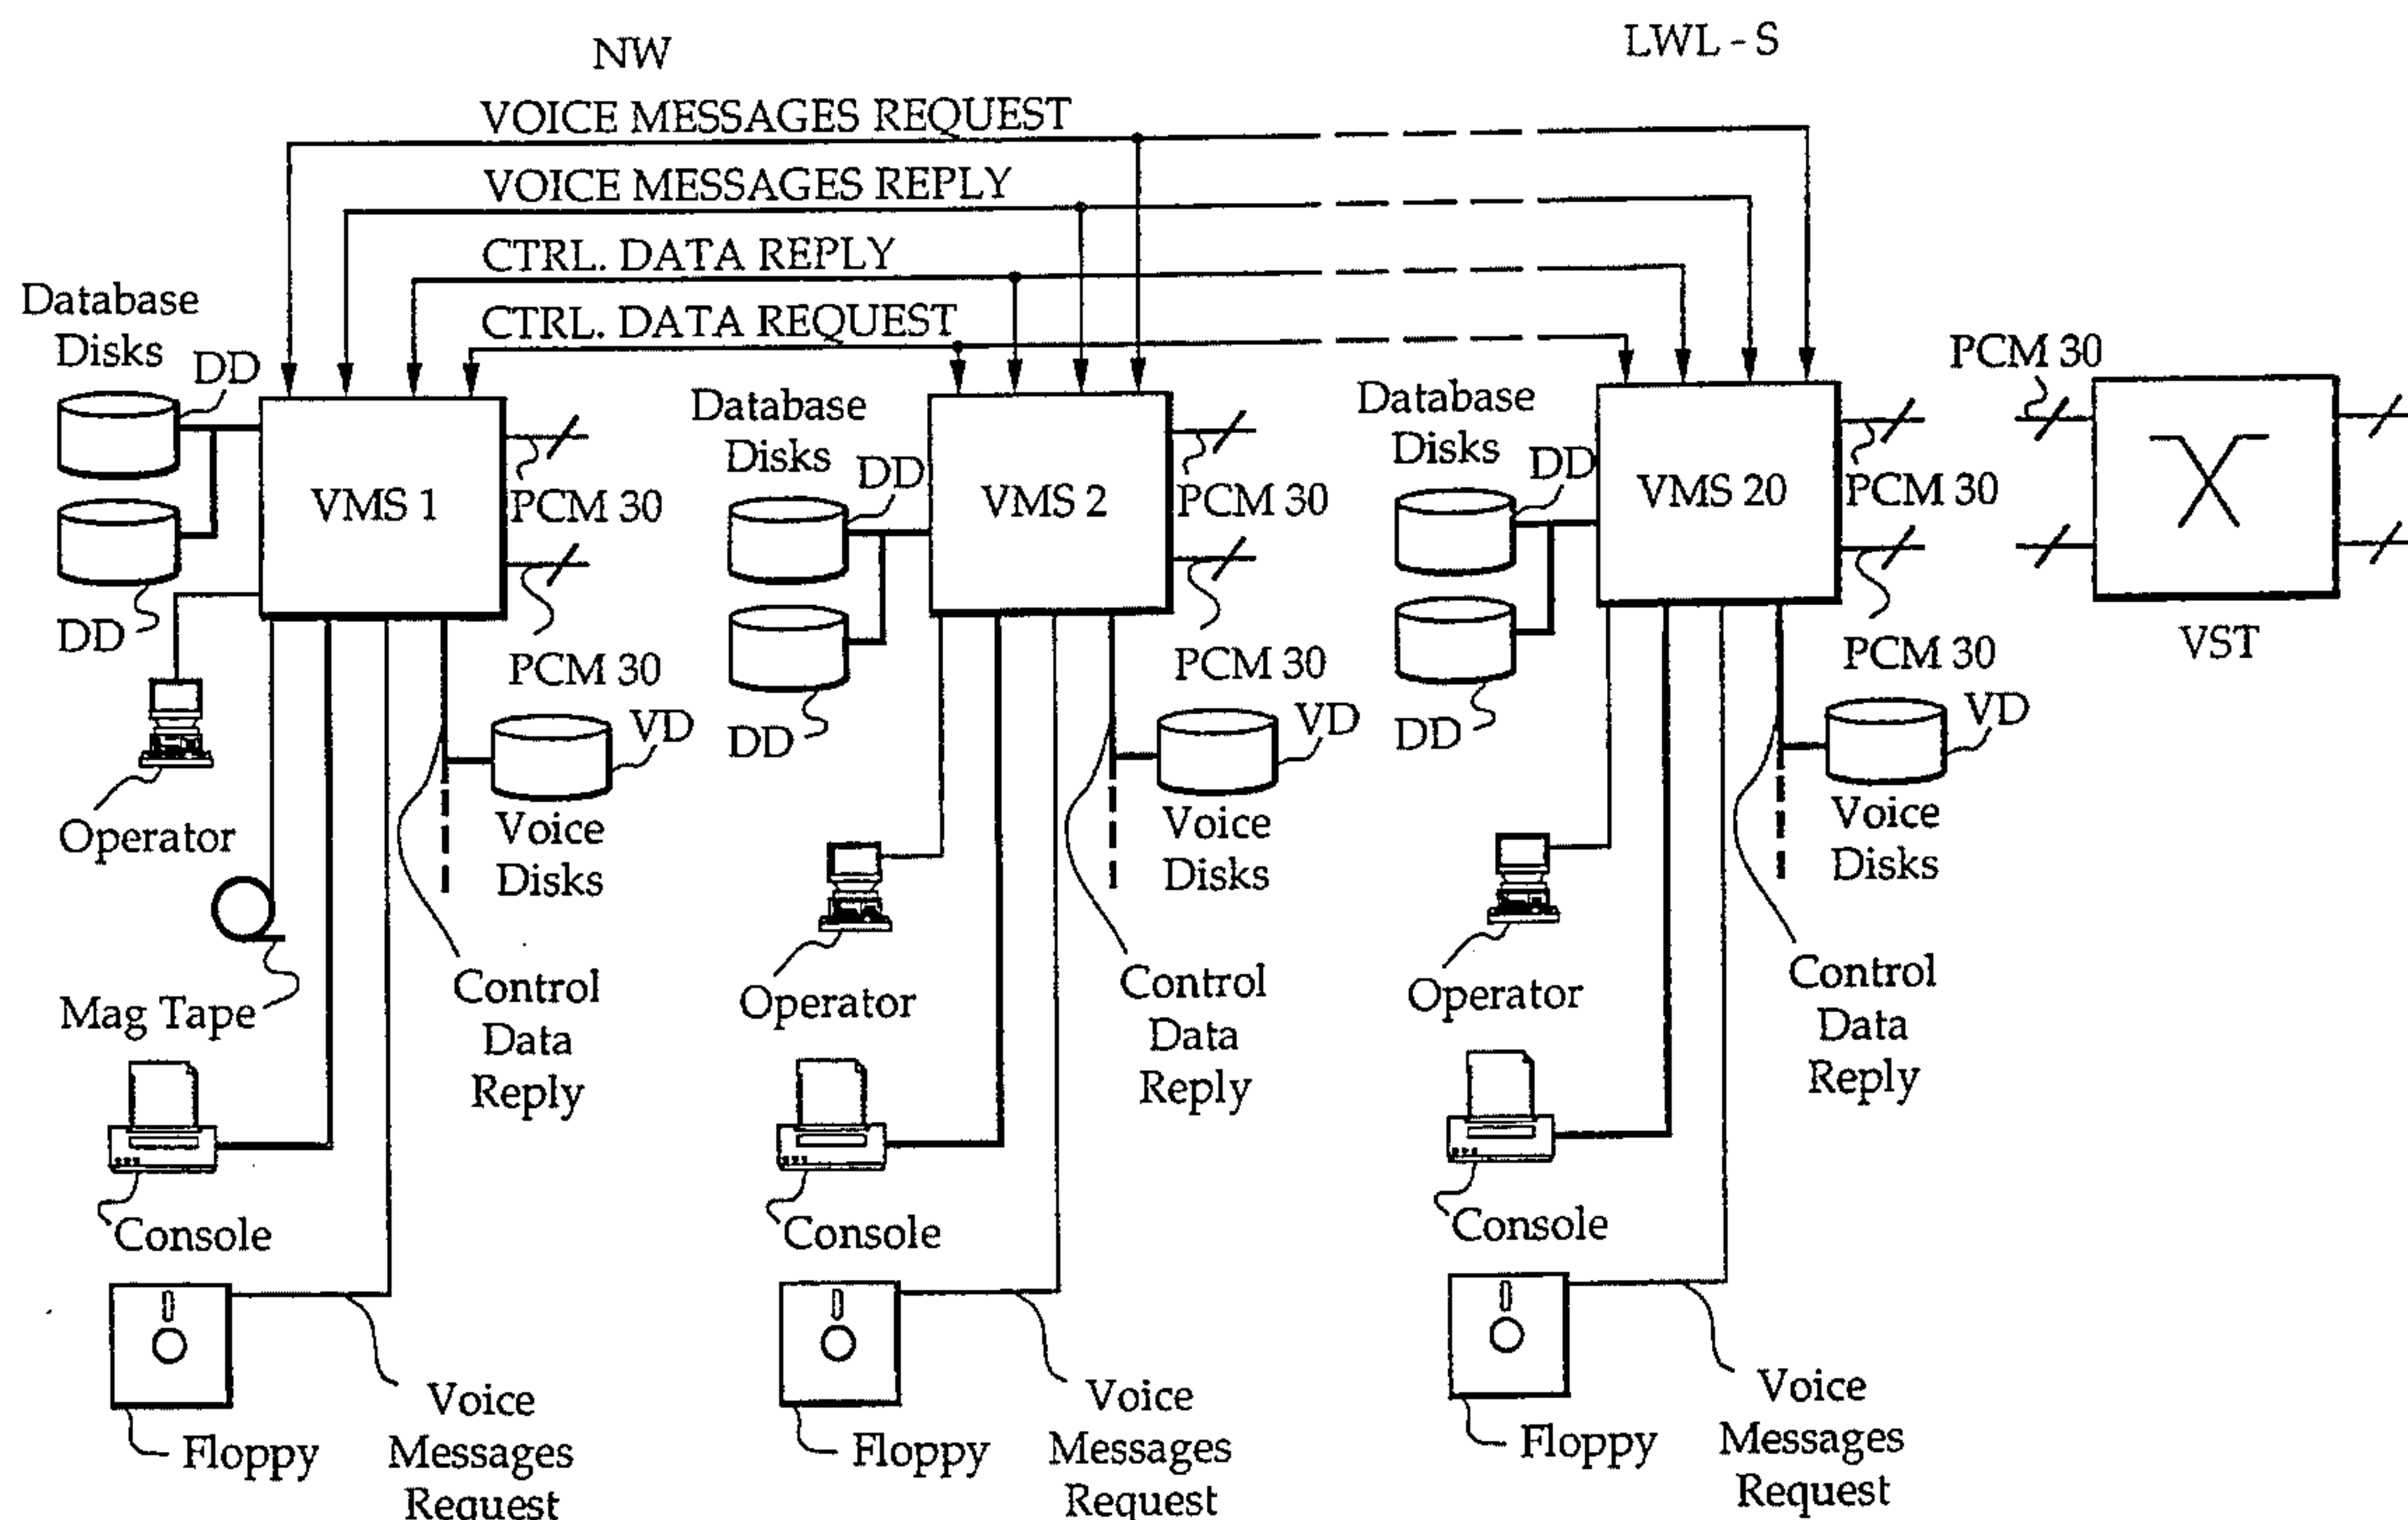 NW
LWL - S
VOICE MESSAGES REQUEST
VOICE MESSAGES REPLY
CTRL. DATA REPLY
CTRL. DATA REQUEST
Database
Disks
DD
DD
VMS 1
PCM 30
PCM 30
Operator
VD
Voice
Disks
Mag Tape
Control
Data
Reply
Console
Floppy
Voice
Messages
Request
Database
Disks
DD
DD
VMS 2
PCM 30
PCM 30
VD
Voice
Disks
Operator
Control
Data
Reply
Console
Floppy
Voice
Messages
Request
Database
Disks
DD
DD
VMS 20
PCM 30
PCM 30
VD
Voice
Disks
Operator
Control
Data
Reply
Console
Floppy
Voice
Messages
Request
PCM 30
VST